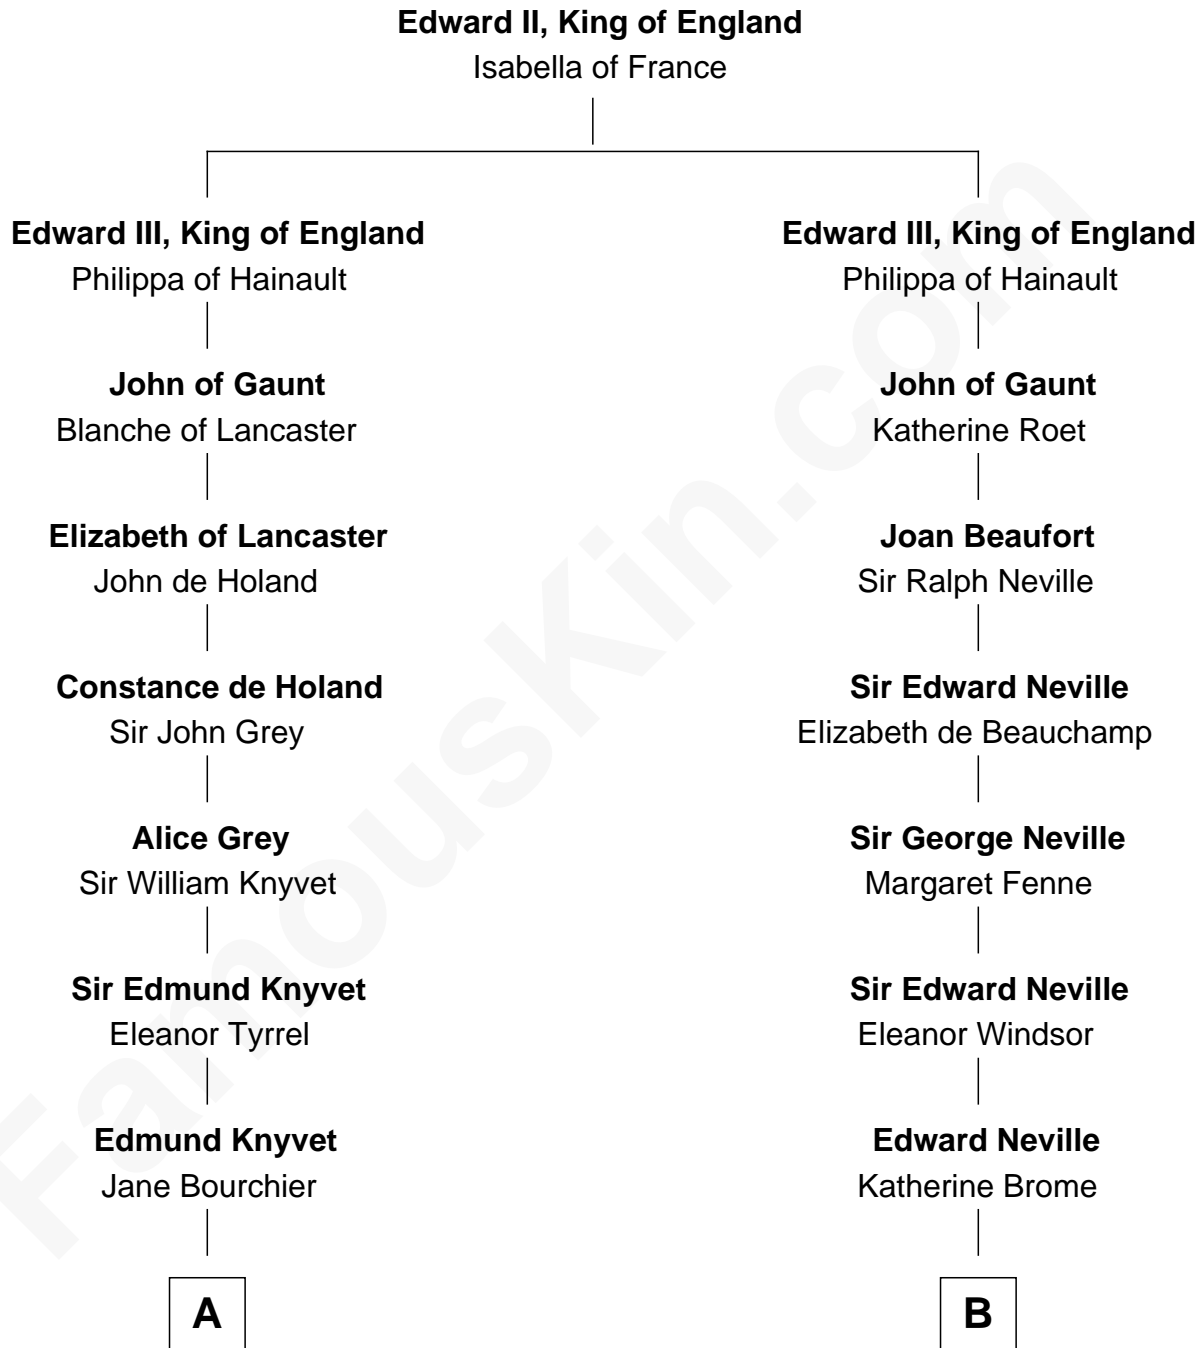 Edward II, King of England
Isabella of France
Edward III, King of England
Philippa of Hainault
John of Gaunt
Blanche of Lancaster
Elizabeth of Lancaster
John de Holand
Constance de Holand
Sir John Grey
Alice Grey
Sir William Knyvet
Sir Edmund Knyvet
Eleanor Tyrrel
Edmund Knyvet
Jane Bourchier
A
Edward III, King of England
Philippa of Hainault
John of Gaunt
Katherine Roet
Joan Beaufort
Sir Ralph Neville
Sir Edward Neville
Elizabeth de Beauchamp
Sir George Neville
Margaret Fenne
Sir Edward Neville
Eleanor Windsor
Edward Neville
Katherine Brome
B
FamousKin.com